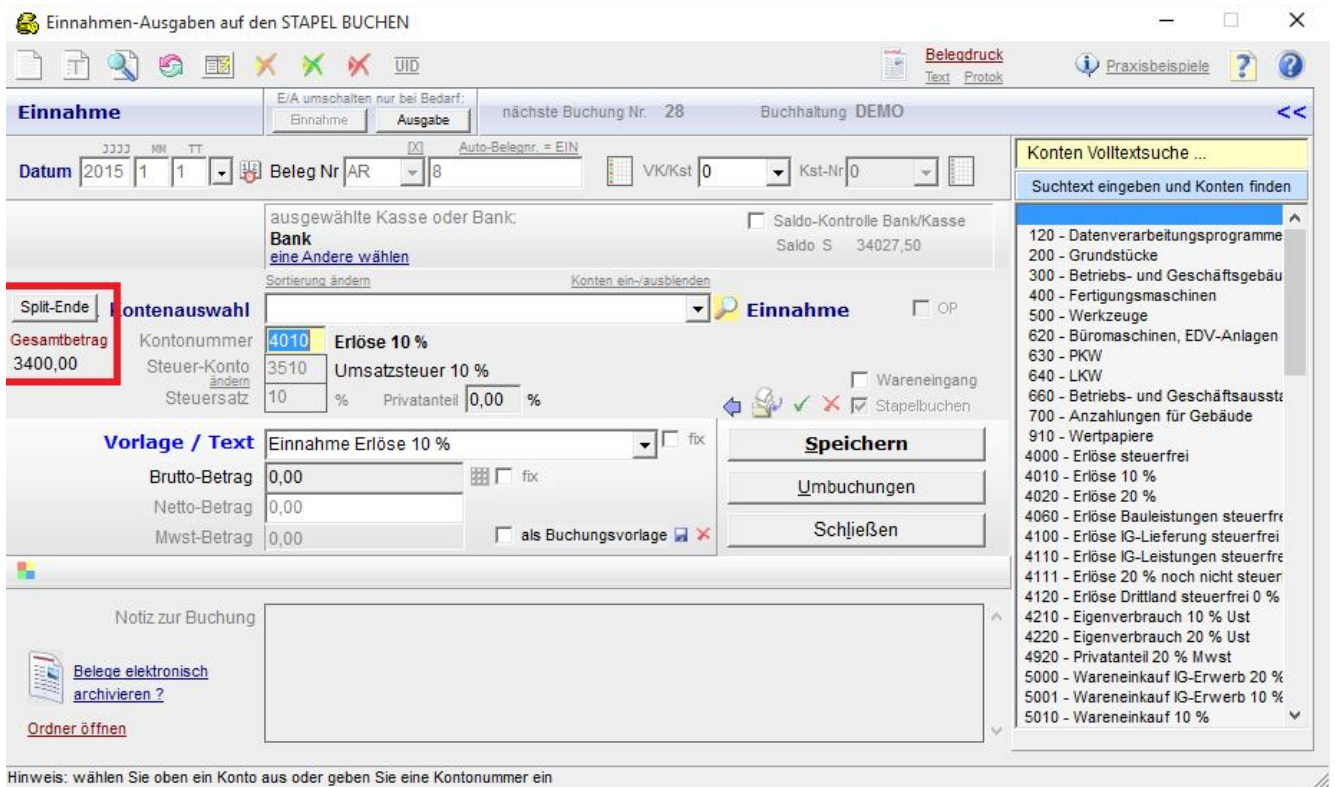 Einnahmen-Ausgaben auf den STAPEL BUCHEN
UID
Belegdruck
Text Protok
Praxisbeispiele
Einnahme
E/A umschalten nur bei Bedarf:
Einnahme Ausgabe
nächste Buchung Nr. 28
Buchhaltung DEMO
<<
JJJJ MM TT
[X] Auto-Belegnr. = EIN
Datum 2015 1 1
Beleg Nr AR 8
VK/Kst 0
Kst-Nr 0
Konten Volltextsuche ...
Suchtext eingeben und Konten finden
ausgewählte Kasse oder Bank:
Bank
eine Andere wählen
Saldo-Kontrolle Bank/Kasse
Saldo S 34027,50
Sortierung ändern
Konten ein-/ausblenden
Split-Ende
Kontenauswahl
Einnahme
OP
Gesamtbetrag
3400,00
Kontonummer 4010 Erlöse 10 %
Steuer-Konto 3510 Umsatzsteuer 10 %
ändern
Steuersatz 10 % Privatanteil 0,00 %
Wareneingang
Stapelbuchen
Vorlage / Text Einnahme Erlöse 10 % fix
Brutto-Betrag 0,00 fix
Netto-Betrag 0,00
Mwst-Betrag 0,00
als Buchungsvorlage
Speichern
Umbuchungen
Schließen
Notiz zur Buchung
Belege elektronisch
archivieren ?
Ordner öffnen
120 - Datenverarbeitungsprogramme
200 - Grundstücke
300 - Betriebs- und Geschäftsgebäu
400 - Fertigungsmaschinen
500 - Werkzeuge
620 - Büromaschinen, EDV-Anlagen
630 - PKW
640 - LKW
660 - Betriebs- und Geschäftsaussta
700 - Anzahlungen für Gebäude
910 - Wertpapiere
4000 - Erlöse steuerfrei
4010 - Erlöse 10 %
4020 - Erlöse 20 %
4060 - Erlöse Bauleistungen steuerfre
4100 - Erlöse IG-Lieferung steuerfrei
4110 - Erlöse IG-Leistungen steuerfre
4111 - Erlöse 20 % noch nicht steuer
4120 - Erlöse Drittland steuerfrei 0 %
4210 - Eigenverbrauch 10 % Ust
4220 - Eigenverbrauch 20 % Ust
4920 - Privatanteil 20 % Mwst
5000 - Wareneinkauf IG-Erwerb 20 %
5001 - Wareneinkauf IG-Erwerb 10 %
5010 - Wareneinkauf 10 %
Hinweis: wählen Sie oben ein Konto aus oder geben Sie eine Kontonummer ein